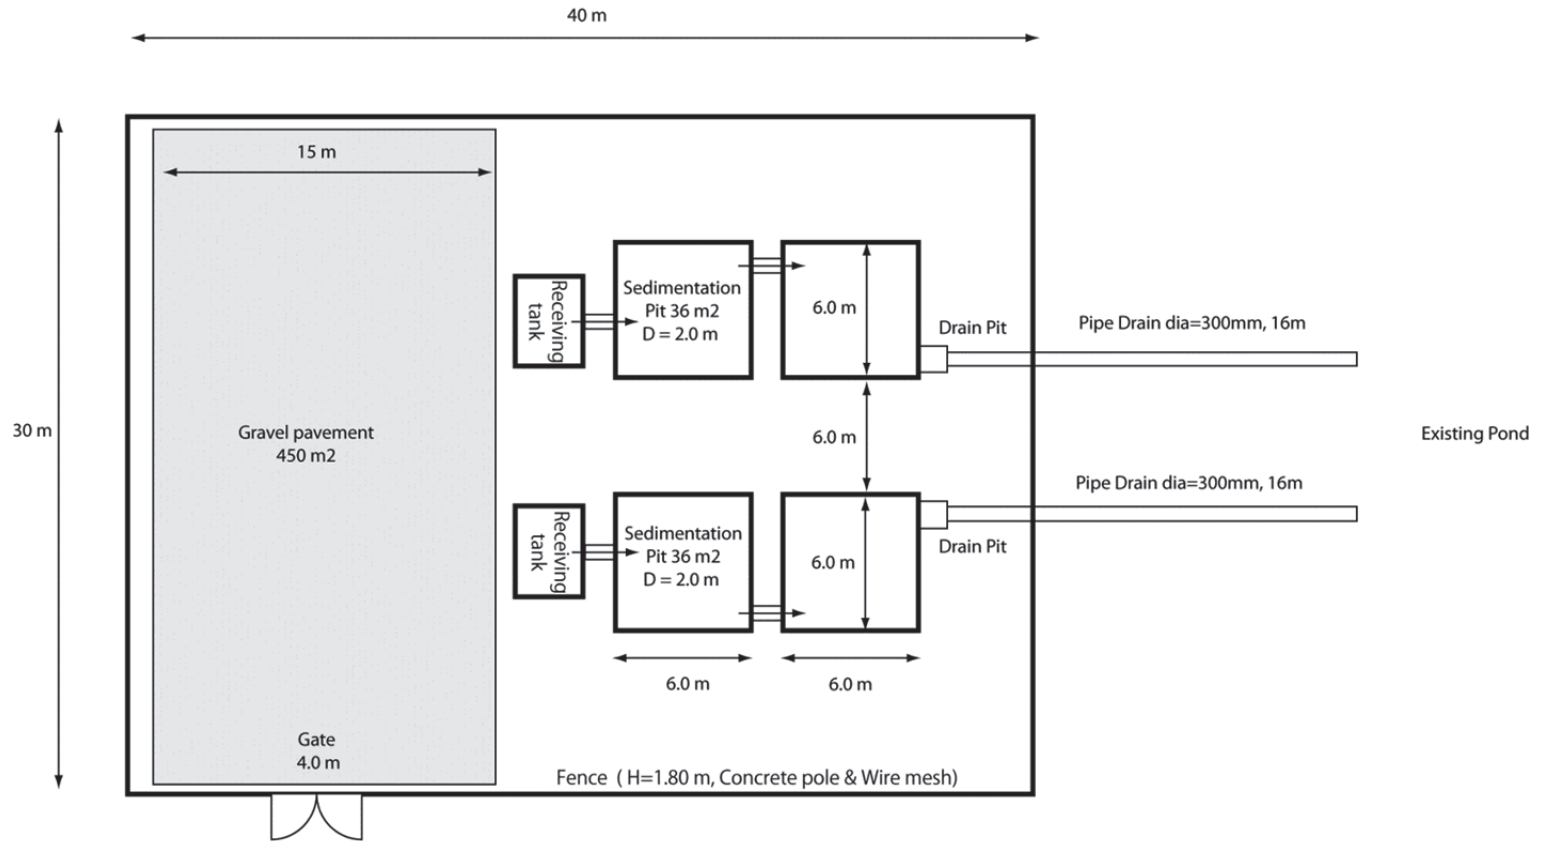 40 m
15 m
Receiving
tank
Sedimentation
Pit 36 m2
D = 2.0 m
6.0 m
Drain Pit
Pipe Drain dia=300mm, 16m
30 m
Gravel pavement
450 m2
6.0 m
Existing Pond
Pipe Drain dia=300mm, 16m
Receiving
tank
Sedimentation
Pit 36 m2
D = 2.0 m
6.0 m
Drain Pit
6.0 m
6.0 m
Gate
4.0 m
Fence ( H=1.80 m, Concrete pole & Wire mesh)